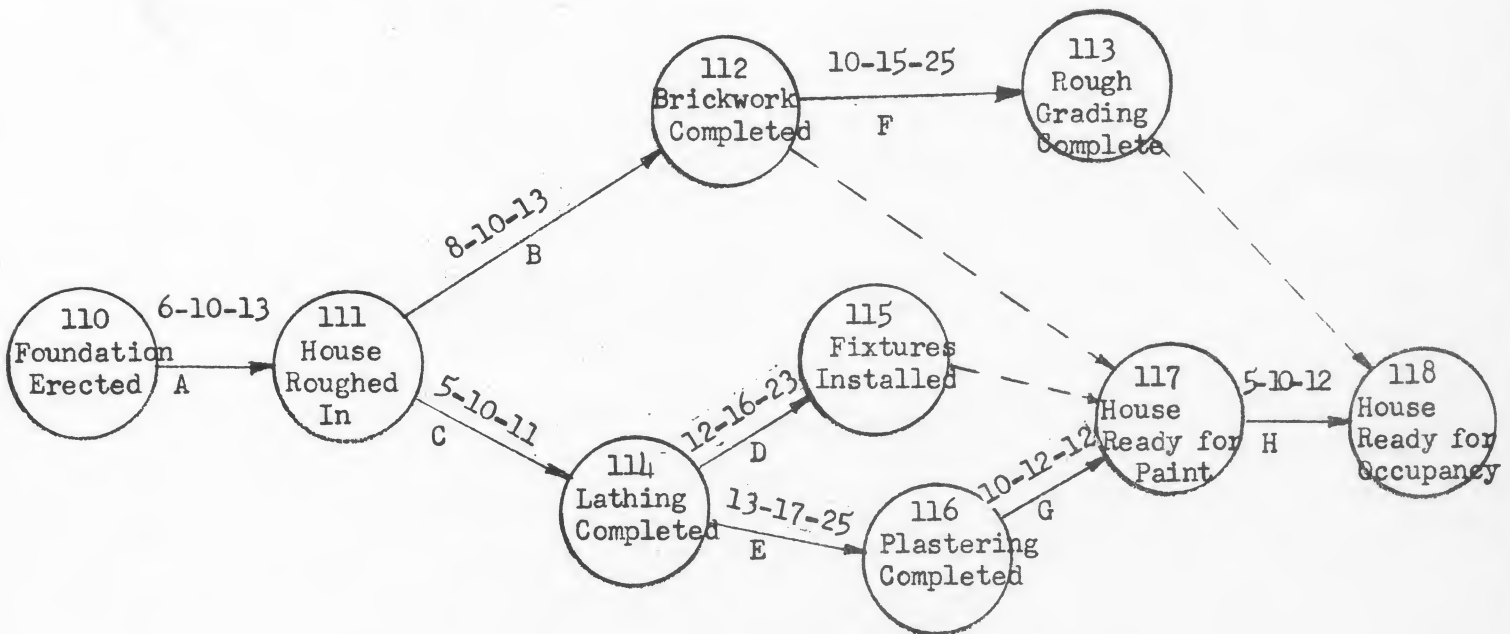 112
Brickwork
Completed
10-15-25
F
113
Rough
Grading
Complete
8-10-13
B
110
Foundation
Erected
6-10-13
A
111
House
Roughed
In
5-10-11
C
115
Fixtures
Installed
12-16-23
D
114
Lathing
Completed
13-17-25
E
116
Plastering
Completed
10-12-12
G
117
House
Ready for
Paint
5-10-12
H
118
House
Ready for
Occupancy